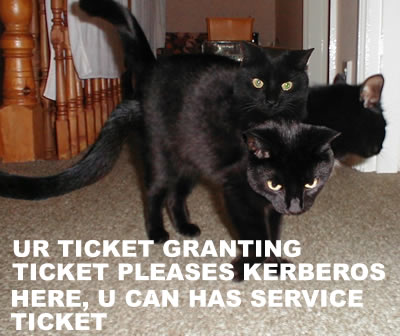 UR TICKET GRANTING
TICKET PLEASES KERBEROS
HERE, U CAN HAS SERVICE
TICKET